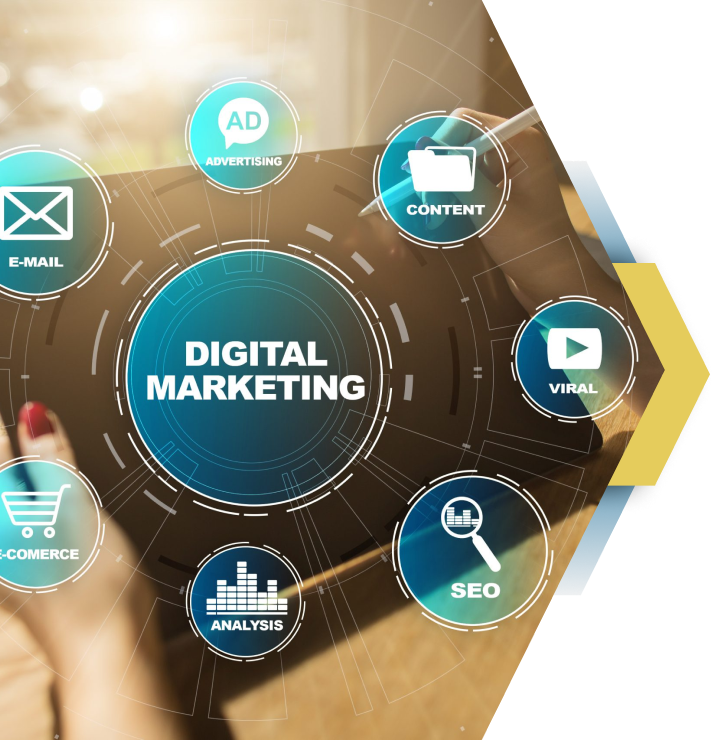 AD
ADVERTISING
CONTENT
E-MAIL
DIGITAL
MARKETING
VIRAL
E-COMERCE
SEO
ANALYSIS